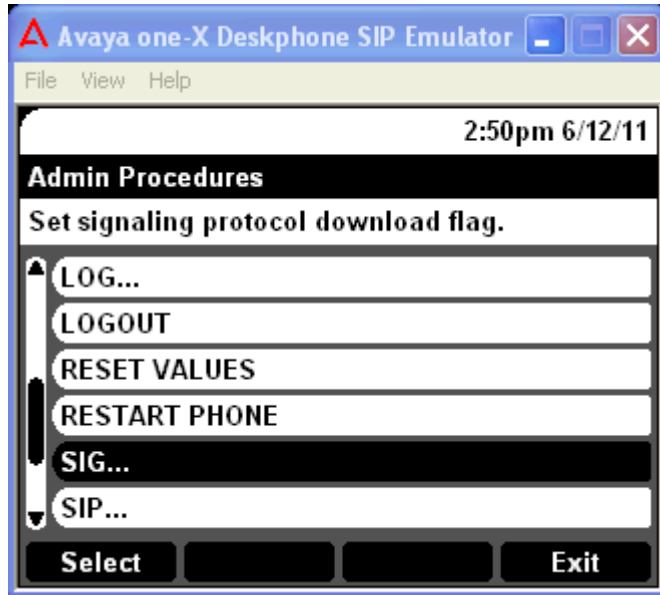 Avaya one-X Deskphone SIP Emulator
File View Help
2:50pm 6/12/11
Admin Procedures
Set signaling protocol download flag.
LOG...
LOGOUT
RESET VALUES
RESTART PHONE
SIG...
SIP...
Select Exit